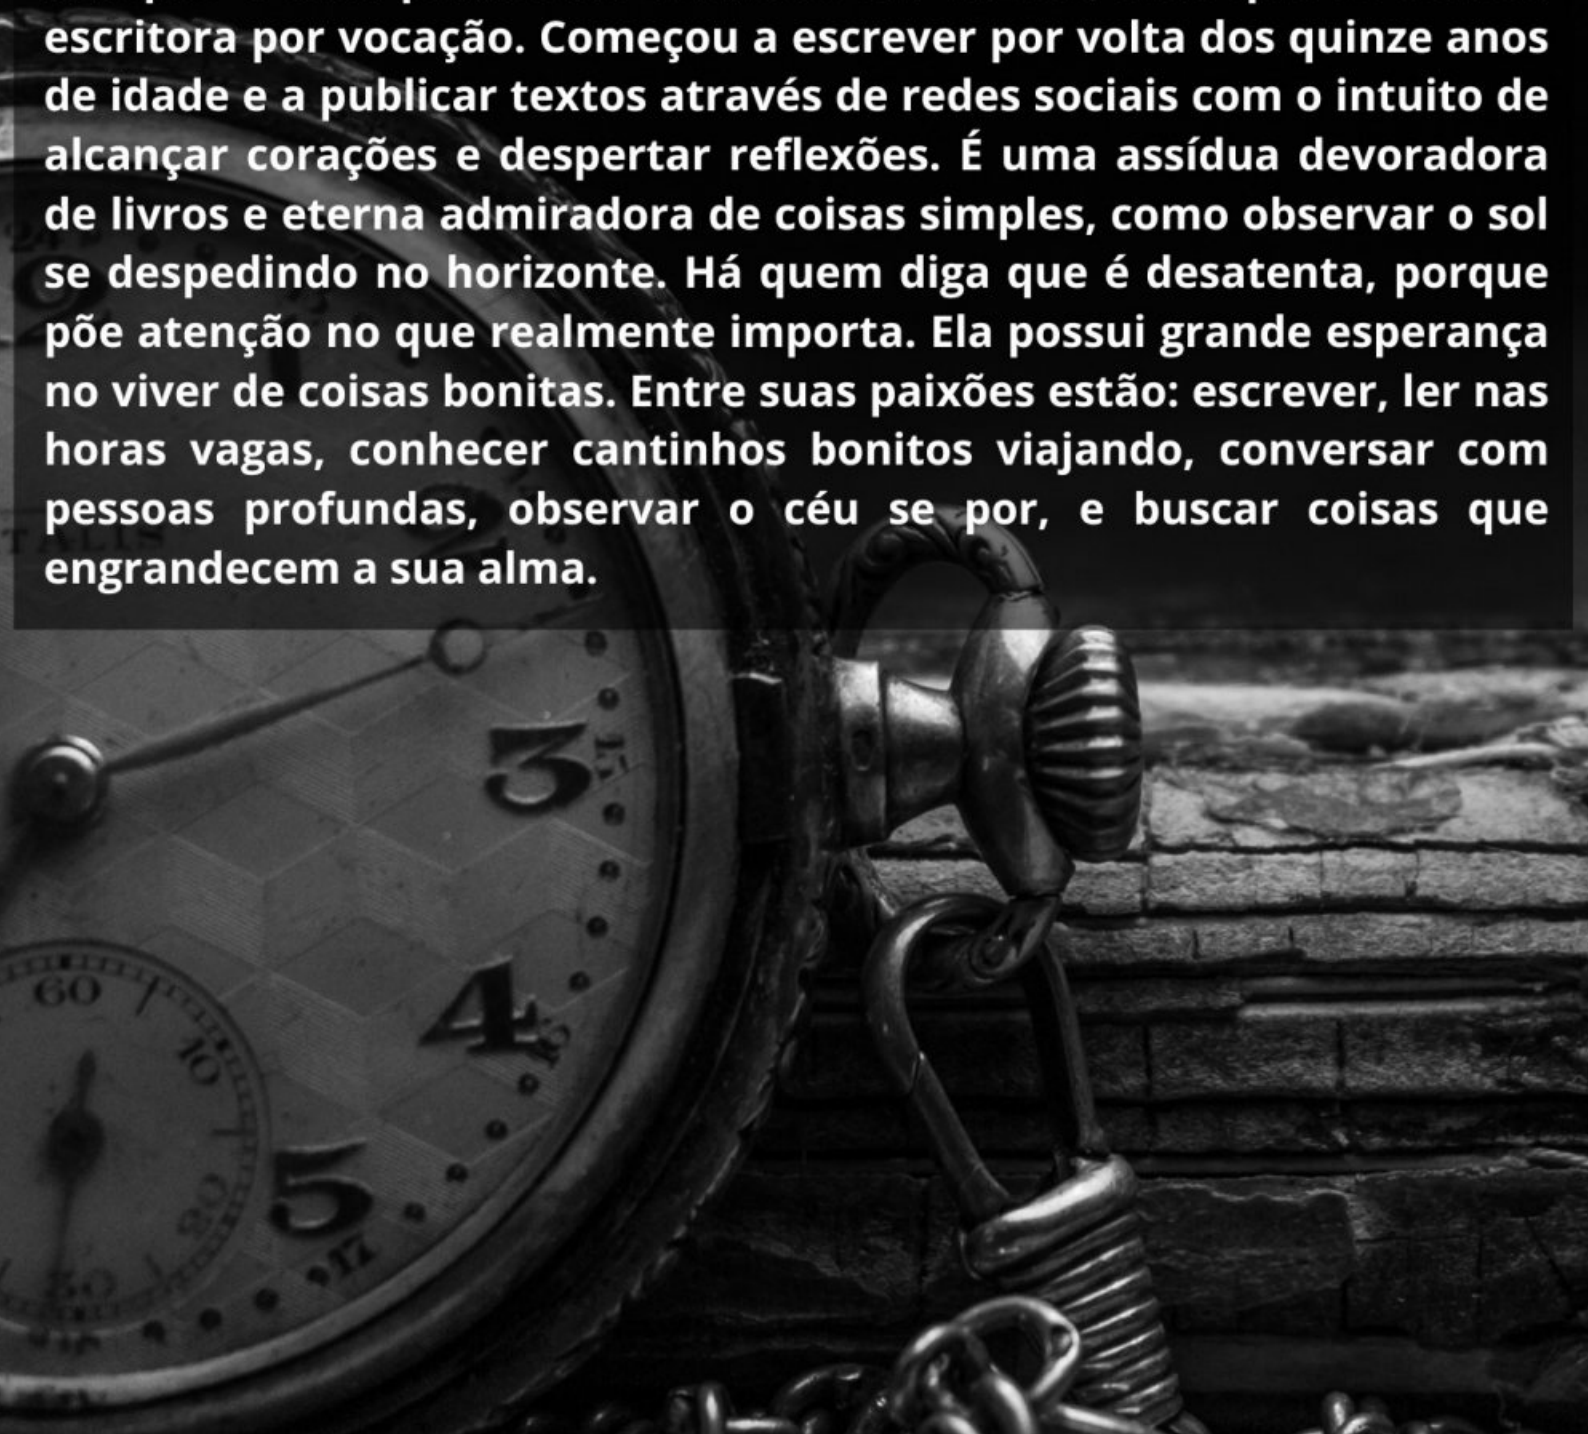 escritora por vocação. Começou a escrever por volta dos quinze anos
de idade e a publicar textos através de redes sociais com o intuito de
alcançar corações e despertar reflexões. É uma assídua devoradora
de livros e eterna admiradora de coisas simples, como observar o sol
se despedindo no horizonte. Há quem diga que é desatenta, porque
põe atenção no que realmente importa. Ela possui grande esperança
no viver de coisas bonitas. Entre suas paixões estão: escrever, ler nas
horas vagas, conhecer cantinhos bonitos viajando, conversar com
pessoas profundas, observar o céu se por, e buscar coisas que
engrandecem a sua alma.
2
3
15
4
60
10
5
20
17
30